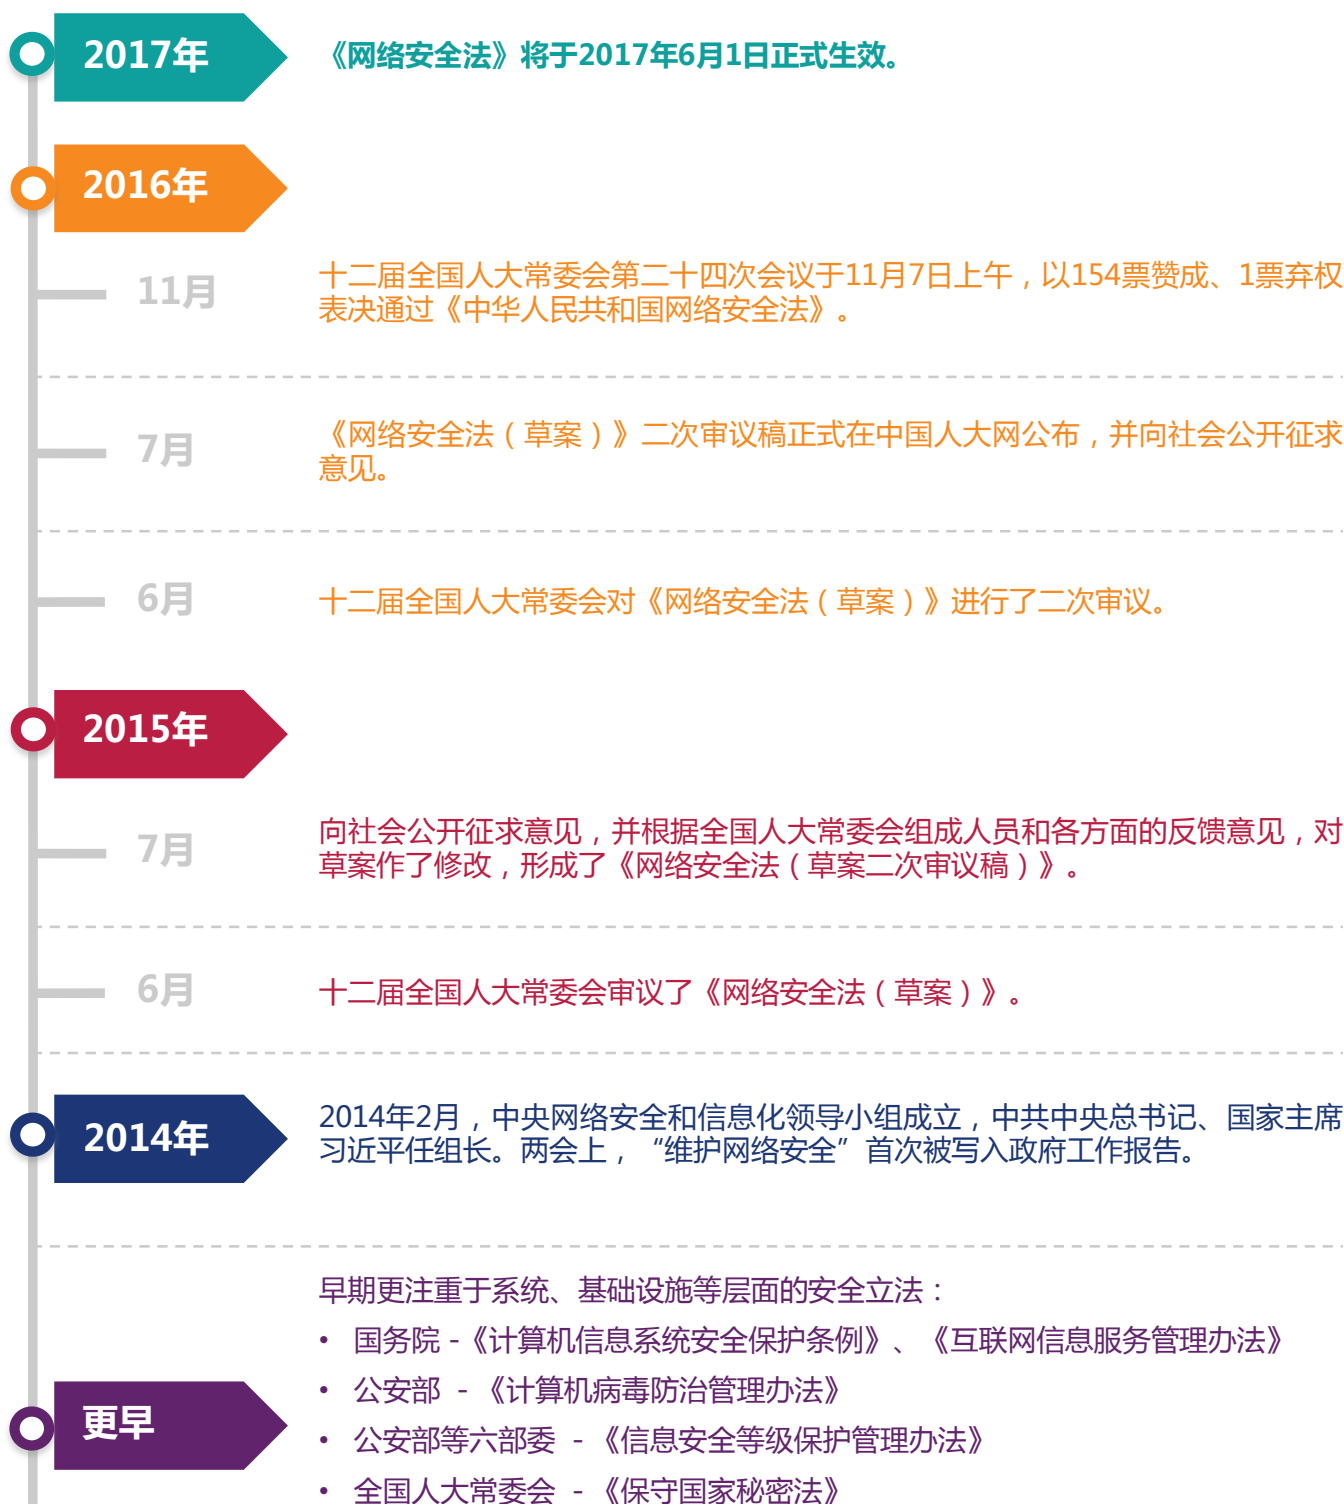 2017年
《网络安全法》将于2017年6月1日正式生效。
2016年
11月
十二届全国人大常委会第二十四次会议于11月7日上午，以154票赞成、1票弃权
表决通过《中华人民共和国网络安全法》。
7月
《网络安全法（草案）》二次审议稿正式在中国人大网公布，并向社会公开征求
意见。
6月
十二届全国人大常委会对《网络安全法（草案）》进行了二次审议。
2015年
7月
向社会公开征求意见，并根据全国人大常委会组成人员和各方面的反馈意见，对
草案作了修改，形成了《网络安全法（草案二次审议稿）》。
6月
十二届全国人大常委会审议了《网络安全法（草案）》。
2014年
2014年2月，中央网络安全和信息化领导小组成立，中共中央总书记、国家主席
习近平任组长。两会上，“维护网络安全”首次被写入政府工作报告。
更早
早期更注重于系统、基础设施等层面的安全立法：
• 国务院 -《计算机信息系统安全保护条例》、《互联网信息服务管理办法》
• 公安部 - 《计算机病毒防治管理办法》
• 公安部等六部委 - 《信息安全等级保护管理办法》
• 全国人大常委会 - 《保守国家秘密法》